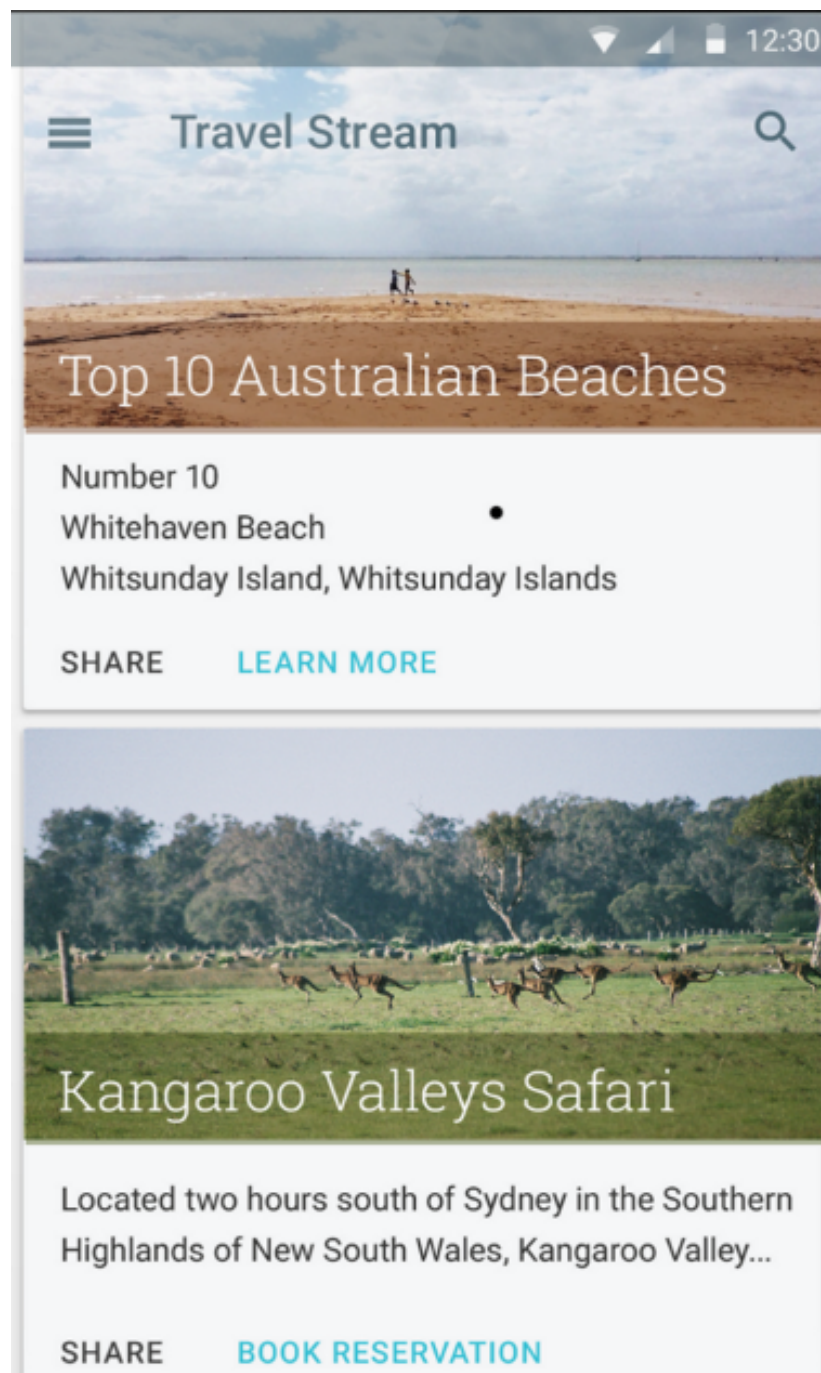 12:30
Travel Stream
Top 10 Australian Beaches
Number 10
Whitehaven Beach
Whitsunday Island, Whitsunday Islands
SHARE LEARN MORE
Kangaroo Valleys Safari
Located two hours south of Sydney in the Southern
Highlands of New South Wales, Kangaroo Valley...
SHARE BOOK RESERVATION